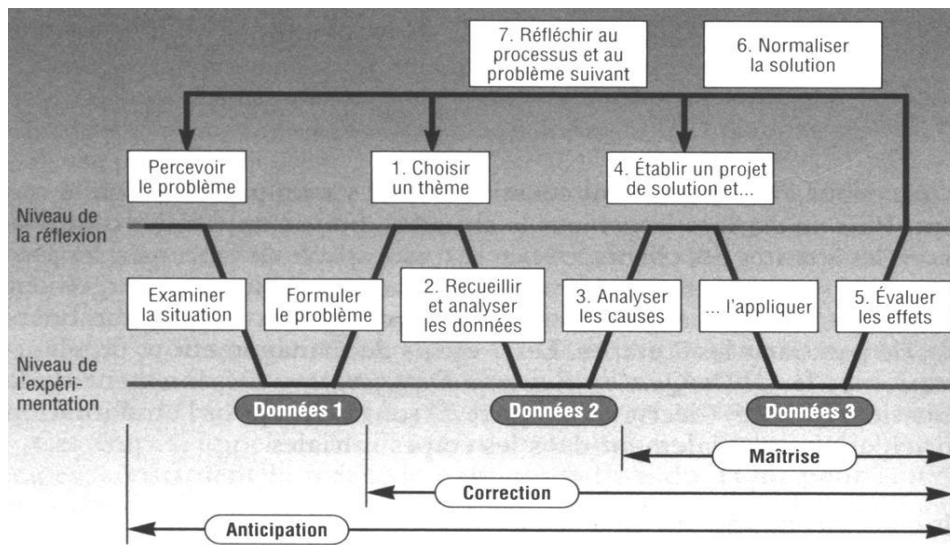 7. Réfléchir au
processus et au
problème suivant
6. Normaliser
la solution
Percevoir
le problème
1. Choisir
un thème
4. Établir un projet
de solution et...
Niveau de
la réflexion
Examiner
la situation
Formuler
le problème
2. Recueillir
et analyser
les données
3. Analyser
les causes
... l'appliquer
5. Évaluer
les effets
Niveau de
l'expéri-
mentation
Données 1
Données 2
Données 3
Maîtrise
Correction
Anticipation